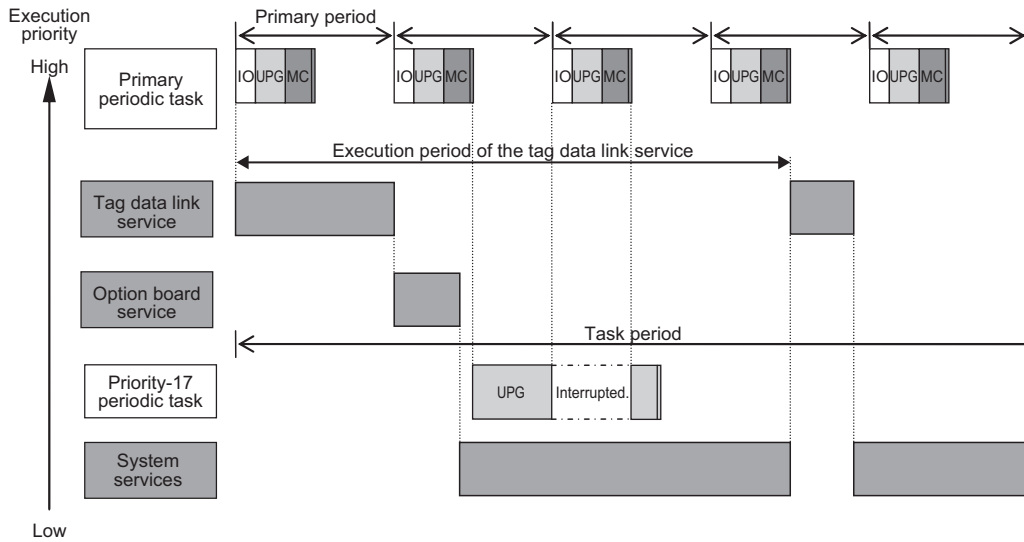 Execution
priority
High
Primary period
Primary
periodic task
IO UPG MC
IO UPG MC
IO UPG MC
IO UPG MC
IO UPG MC
Execution period of the tag data link service
Tag data link
service
Option board
service
Task period
Priority-17
periodic task
UPG
Interrupted.
System
services
Low